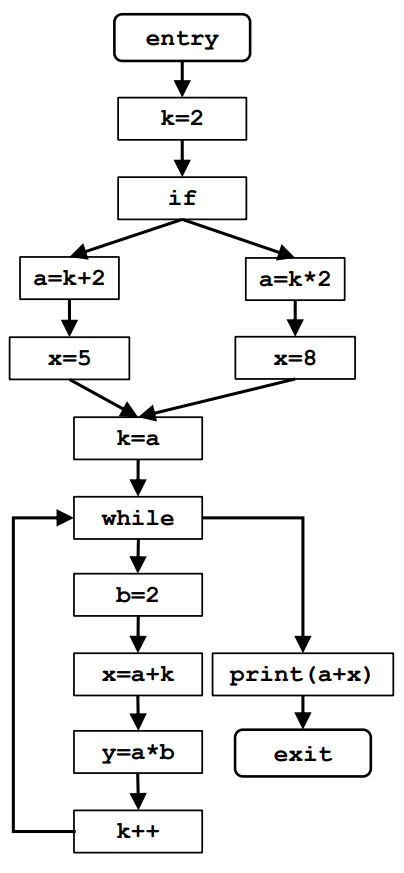 entry
k=2
if
a=k+2
a=k*2
x=5
x=8
k=a
while
b=2
x=a+k
print(a+x)
y=a*b
exit
k++